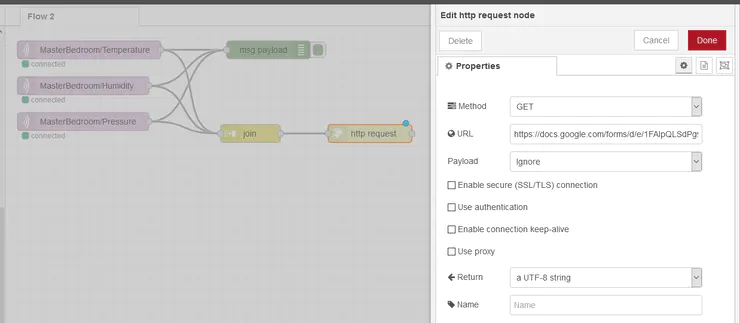 Flow 2
MasterBedroom/Temperature
connected
MasterBedroom/Humidity
connected
MasterBedroom/Pressure
connected
msg.payload
join
http request
Edit http request node
Delete
Cancel
Done
Properties
Method
GET
URL
https://docs.google.com/forms/d/e/1FAIpQLSdPg
Payload
Ignore
Enable secure (SSL/TLS) connection
Use authentication
Enable connection keep-alive
Use proxy
Return
a UTF-8 string
Name
Name